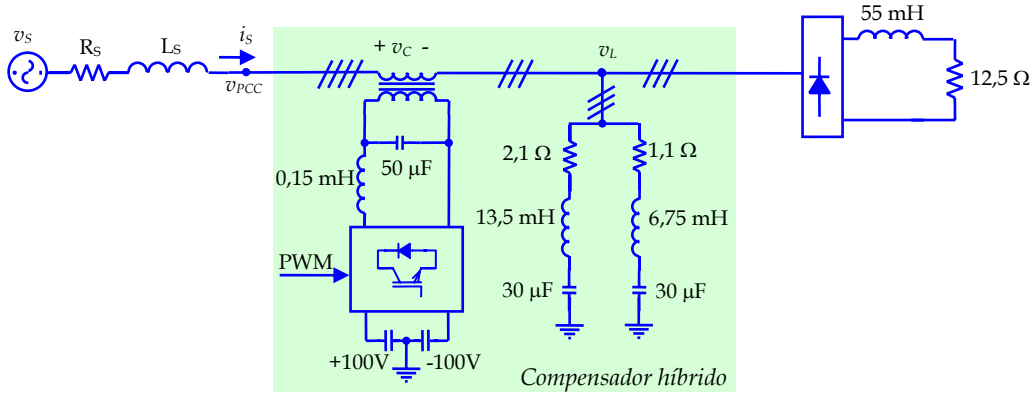 v_S
R_S
L_S
i_S
v_PCC
+ v_C -
v_L
55 mH
12,5 Ω
50 µF
0,15 mH
2,1 Ω
1,1 Ω
13,5 mH
6,75 mH
30 µF
30 µF
PWM
+100V
-100V
Compensador híbrido